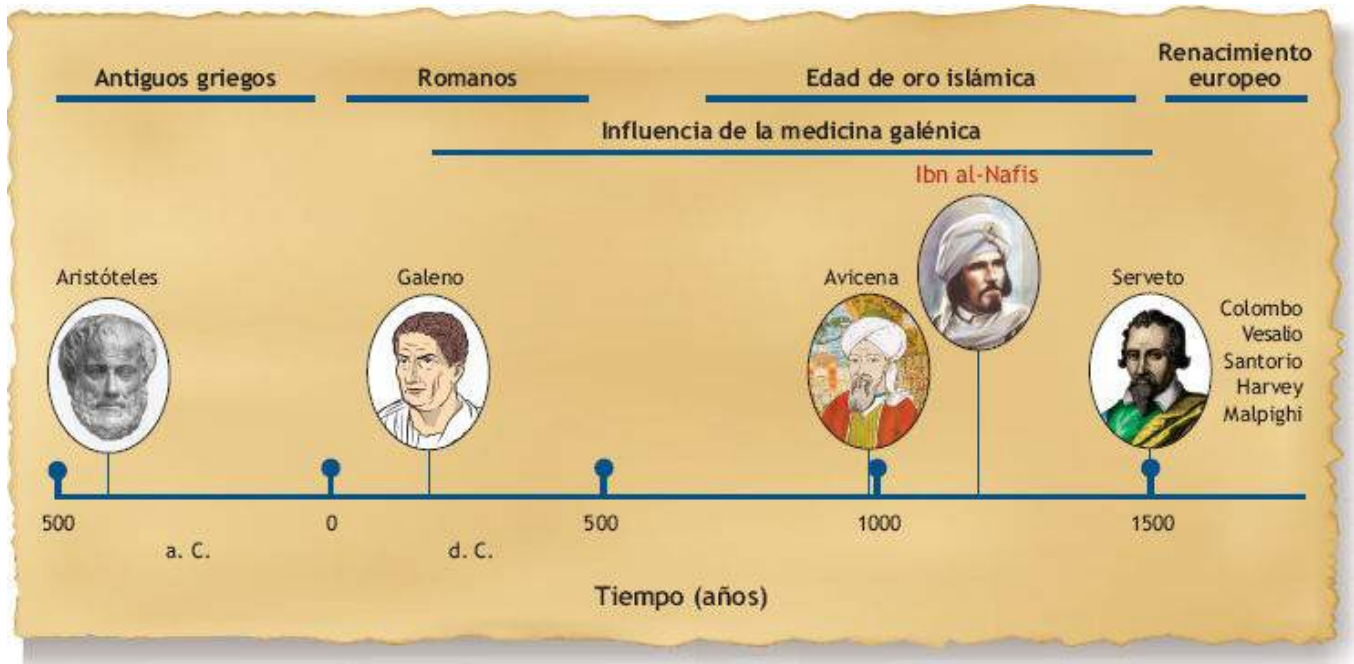 Antiguos griegos
Romanos
Edad de oro islámica
Renacimiento
europeo
Influencia de la medicina galénica
Ibn al-Nafis
Aristóteles
Galeno
Avicena
Serveto
Colombo
Vesalio
Santorio
Harvey
Malpighi
500
0
500
1000
1500
a. C.
d. C.
Tiempo (años)